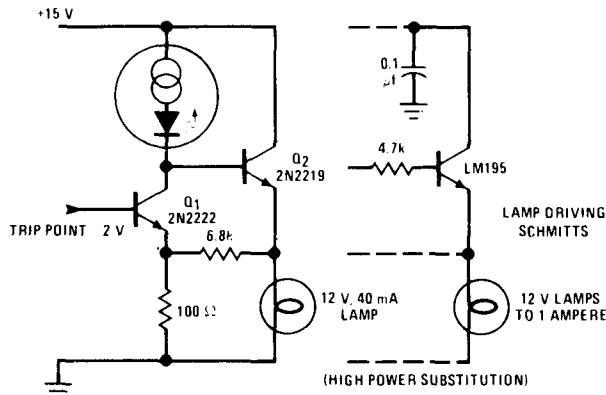 +15 V
0.1
µf
4.7k
Q2
2N2219
LM195
Q1
2N2222
TRIP POINT 2 V
6.8k
LAMP DRIVING
SCHMITTS
100 Ω
12 V, 40 mA
LAMP
12 V LAMPS
TO 1 AMPERE
(HIGH POWER SUBSTITUTION)